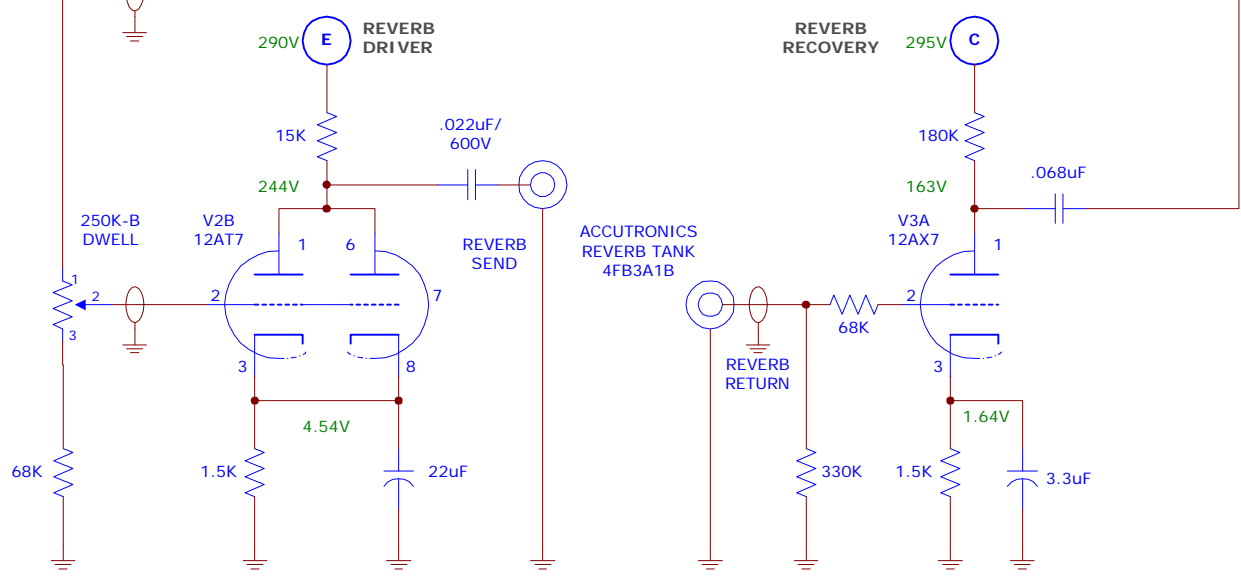 290V
E
REVERB
DRIVER
REVERB
RECOVERY
295V
C
15K
.022uF/
600V
180K
244V
163V
.068uF
250K-B
DWELL
V2B
12AT7
1
6
REVERB
SEND
ACCUTRONICS
REVERB TANK
4FB3A1B
V3A
12AX7
1
1
2
3
2
7
2
68K
3
8
REVERB
RETURN
3
4.54V
1.64V
68K
1.5K
22uF
330K
1.5K
3.3uF